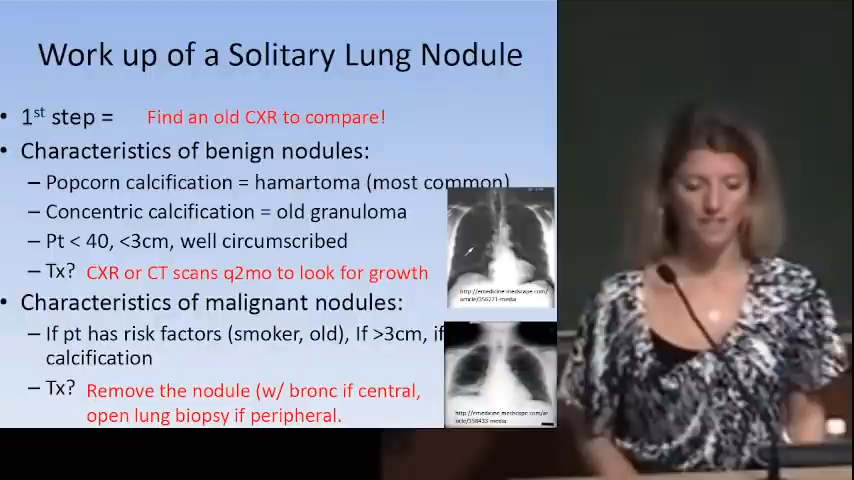 Work up of a Solitary Lung Nodule
• 1st step = Find an old CXR to compare!
• Characteristics of benign nodules:
– Popcorn calcification = hamartoma (most common)
– Concentric calcification = old granuloma
– Pt < 40, <3cm, well circumscribed
– Tx? CXR or CT scans q2mo to look for growth
• Characteristics of malignant nodules:
– If pt has risk factors (smoker, old), If >3cm, if
calcification
– Tx? Remove the nodule (w/ bronc if central,
open lung biopsy if peripheral.
http://emedicine.medscape.com/
article/356271-media
http://emedicine.medscape.com/ar
ticle/358433-media